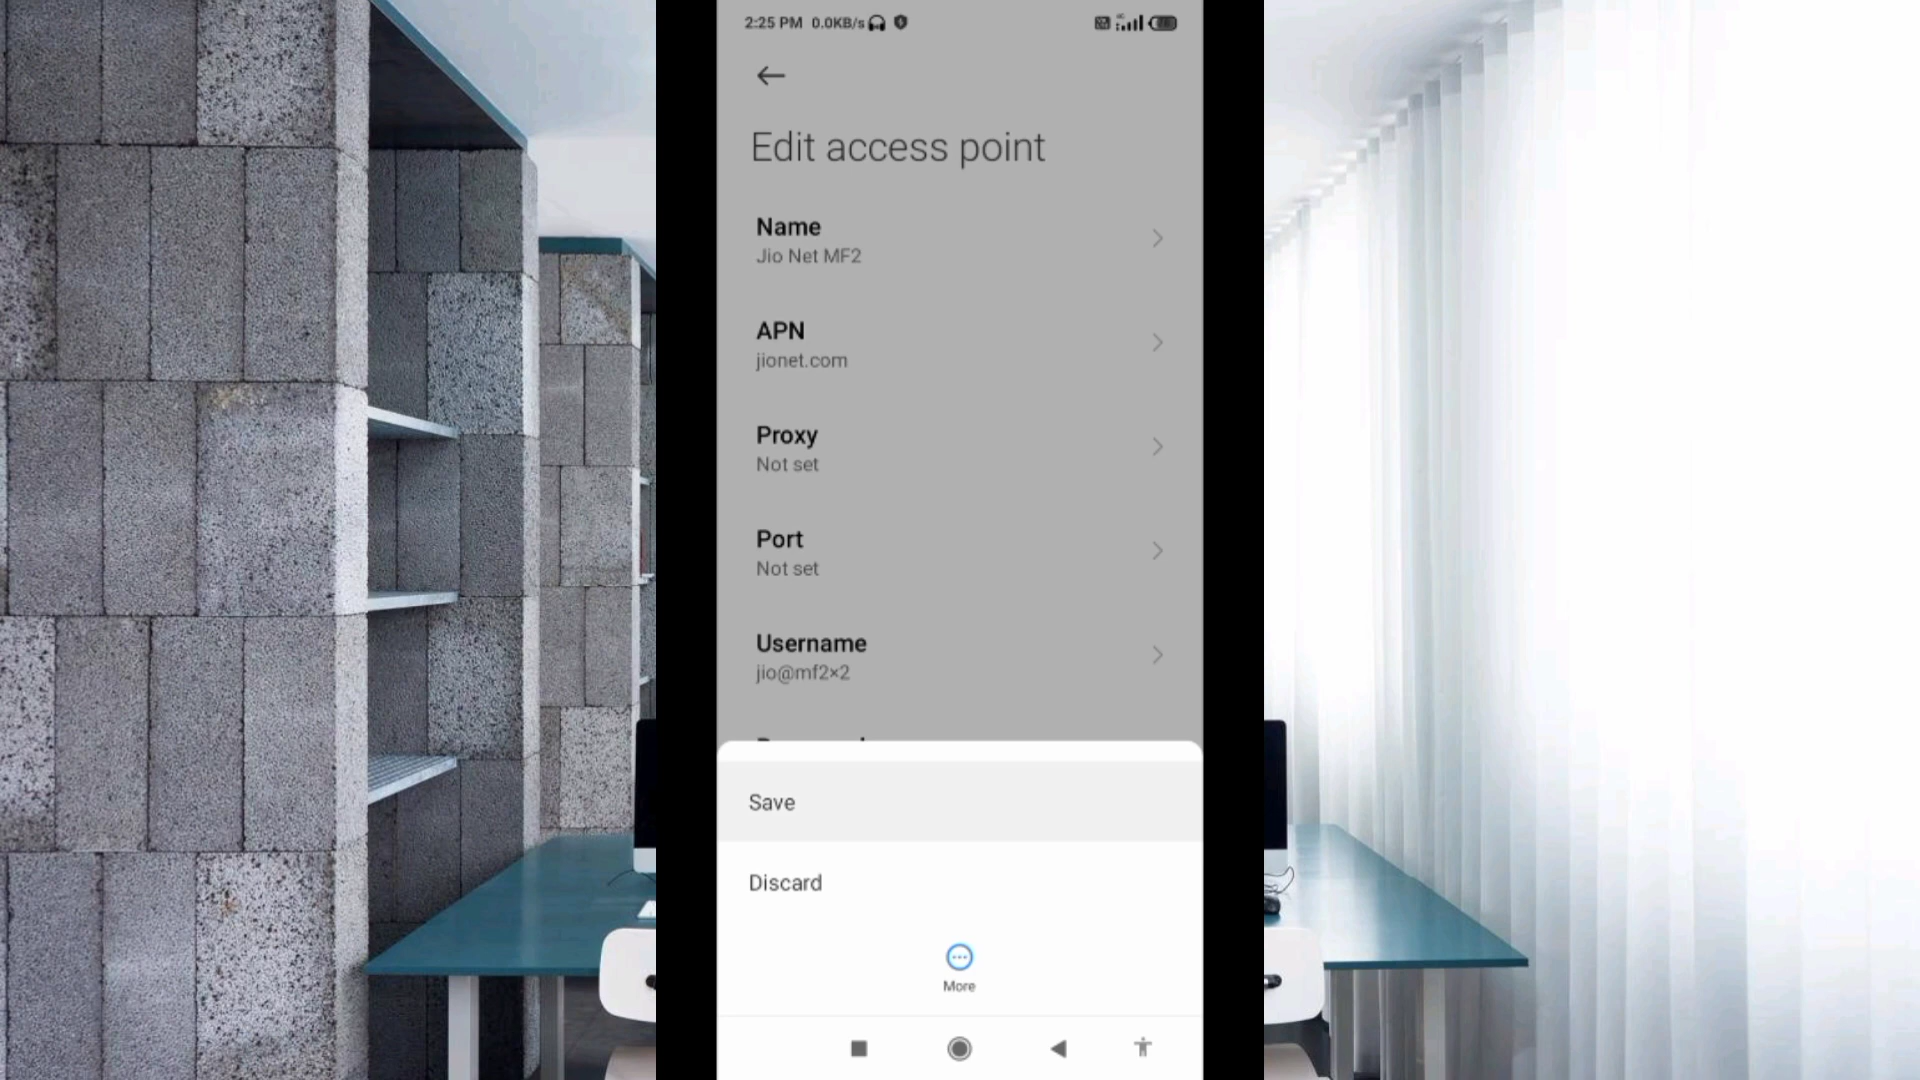 2:25 PM 0.0KB/s
Edit access point
Name
Jio Net MF2
APN
jionet.com
Proxy
Not set
Port
Not set
Username
jio@mf2×2
Save
Discard
More